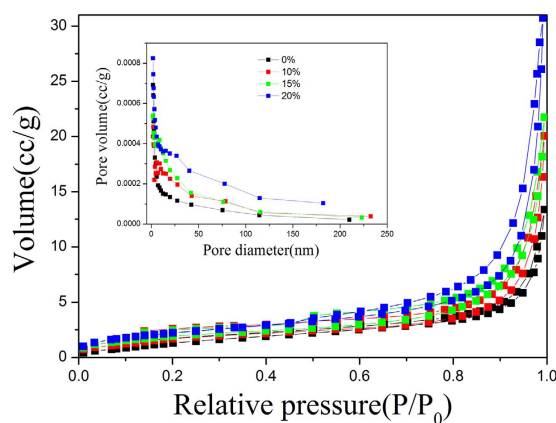 30
25
20
15
10
5
0
Volume(cc/g)
0.0 0.2 0.4 0.6 0.8 1.0
Relative pressure(P/P0)
0.0008
0.0006
0.0004
0.0002
0.0000
Pore volume(cc/g)
0 50 100 150 200 250
Pore diameter(nm)
0%
10%
15%
20%